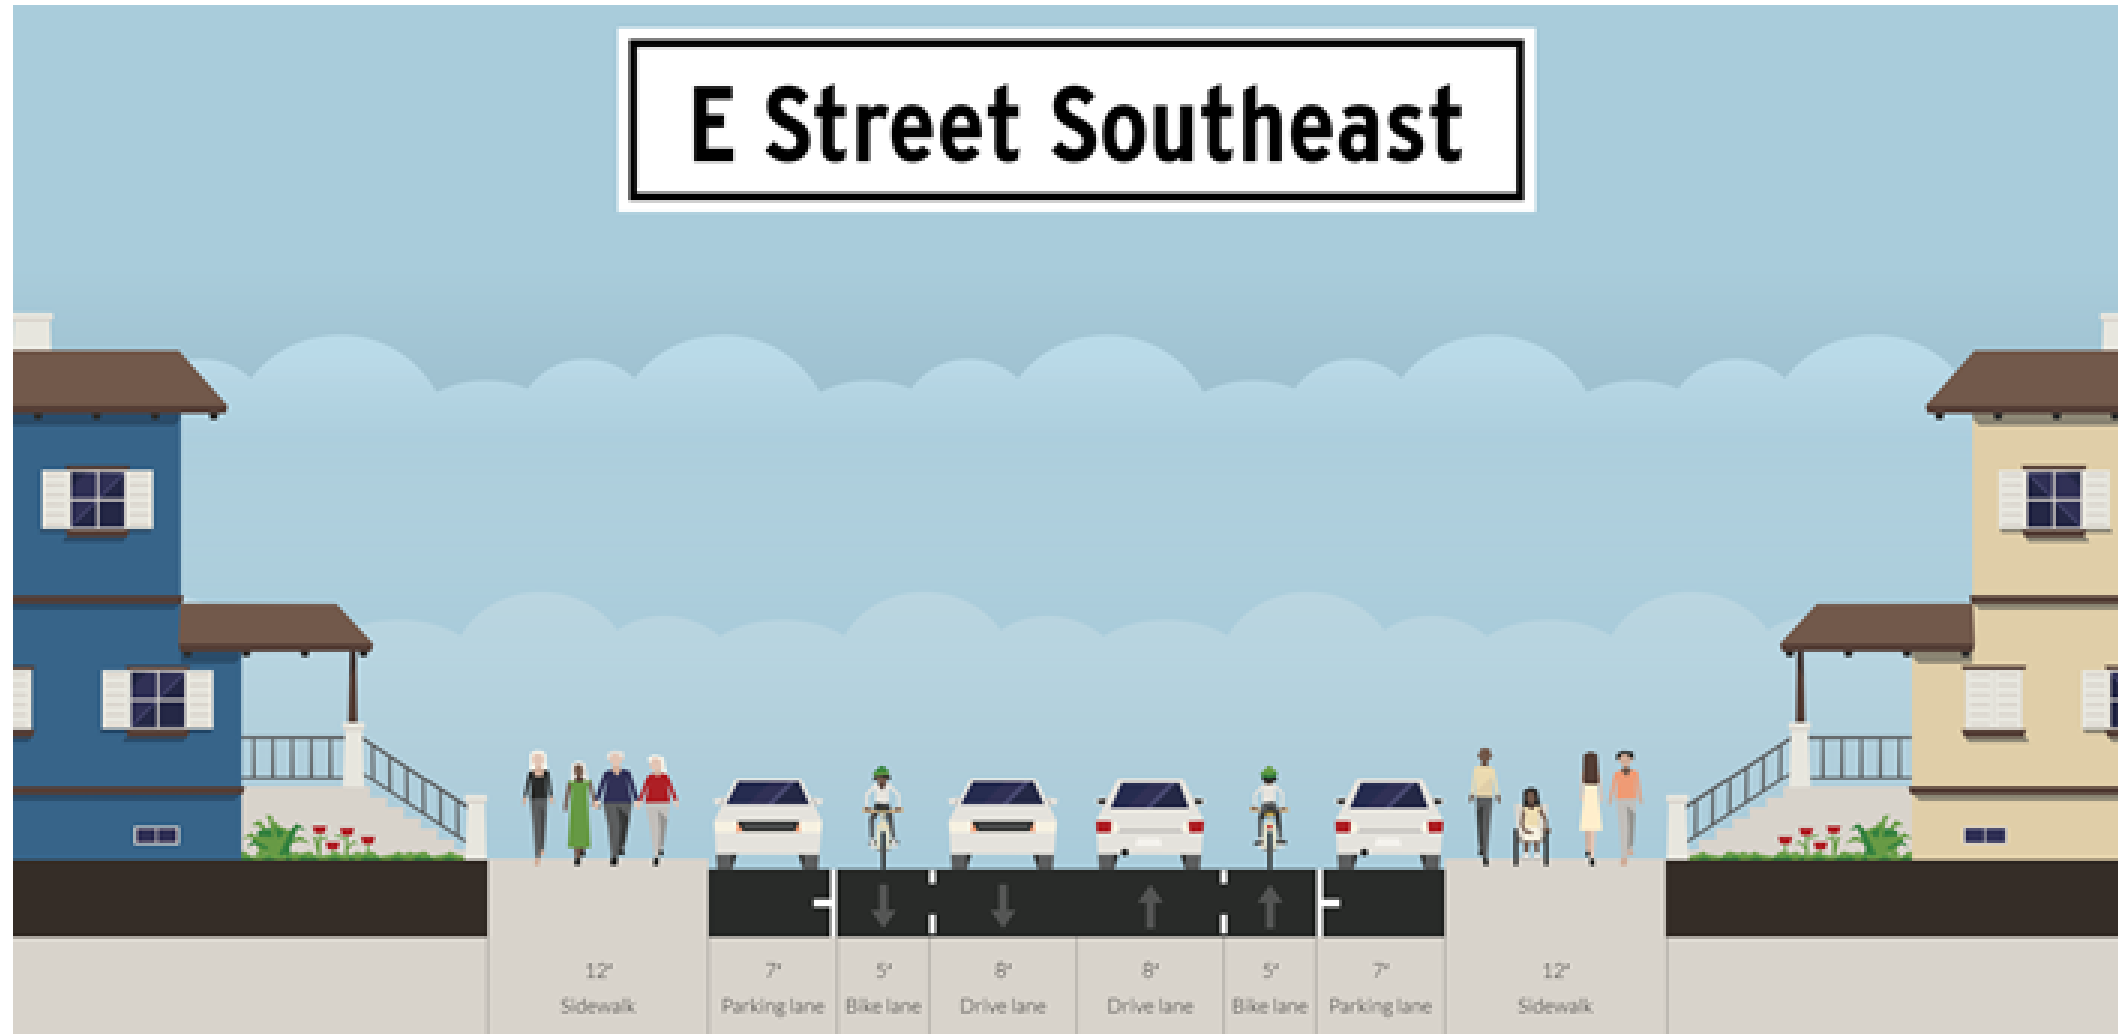 E Street Southeast
12' 7' 5' 8' 8' 5' 7' 12'
Sidewalk Parking lane Bike lane Drive lane Drive lane Bike lane Parking lane Sidewalk